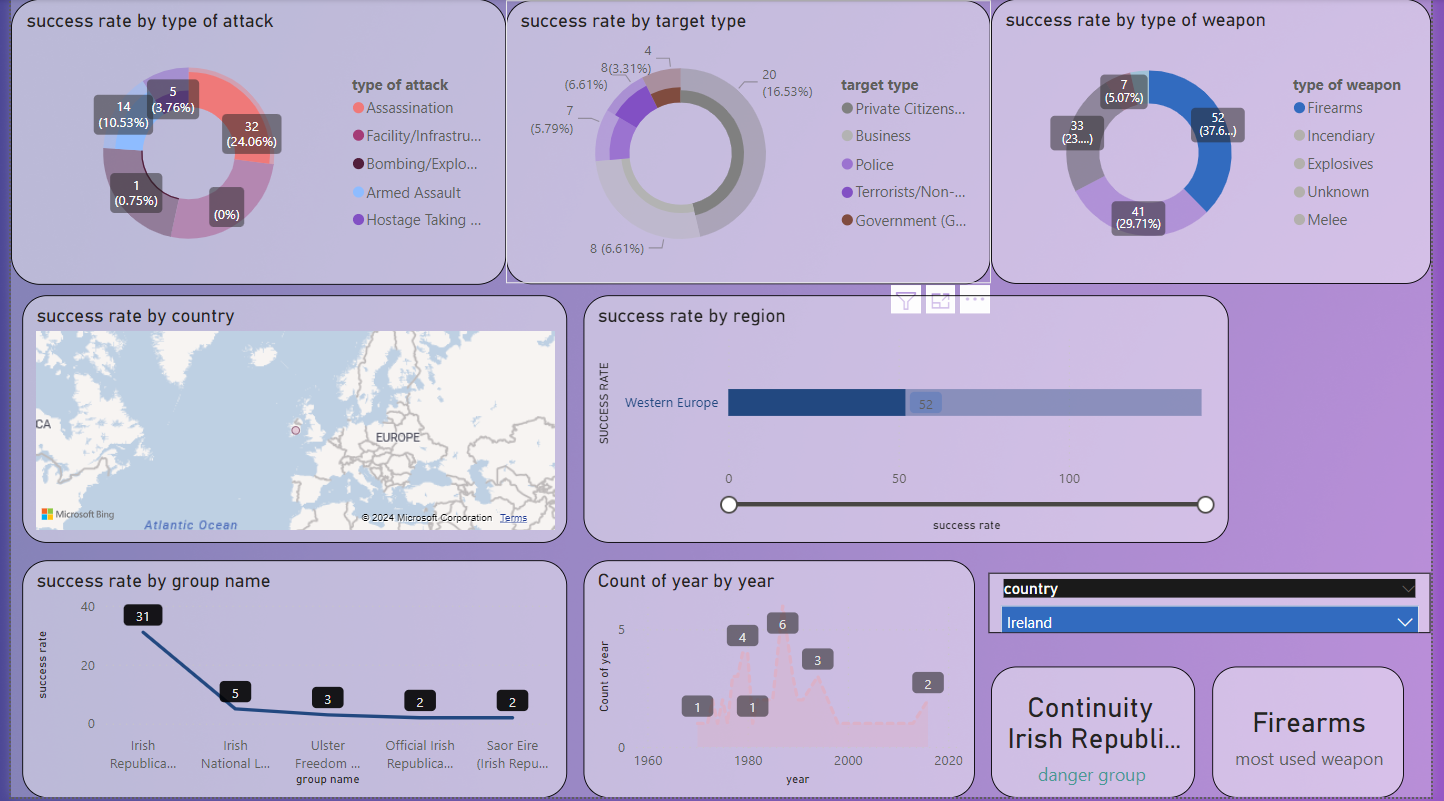 success rate by type of attack
5
(3.76%)
14
(10.53%)
32
(24.06%)
1
(0.75%)
(0%)
type of attack
Assassination
Facility/Infrastru...
Bombing/Explo...
Armed Assault
Hostage Taking ...
success rate by target type
4
(3.31%)
8
(6.61%)
7
(5.79%)
20
(16.53%)
8 (6.61%)
target type
Private Citizens...
Business
Police
Terrorists/Non-...
Government (G...
success rate by type of weapon
7
(5.07%)
33
(23....)
52
(37.6...)
41
(29.71%)
type of weapon
Firearms
Incendiary
Explosives
Unknown
Melee
success rate by country
CA
EUROPE
Atlantic Ocean
Microsoft Bing
© 2024 Microsoft Corporation Terms
success rate by region
SUCCESS RATE
Western Europe
52
0 50 100
success rate
success rate by group name
success rate
40
20
0
31
5
3
2
2
Irish
Republica...
Irish
National L...
Ulster
Freedom ...
Official Irish
Republica...
Saor Eire
(Irish Repu...
group name
Count of year by year
Count of year
5
0
1
4
1
6
3
2
1960 1980 2000 2020
year
country
Ireland
Continuity
Irish Republi...
danger group
Firearms
most used weapon